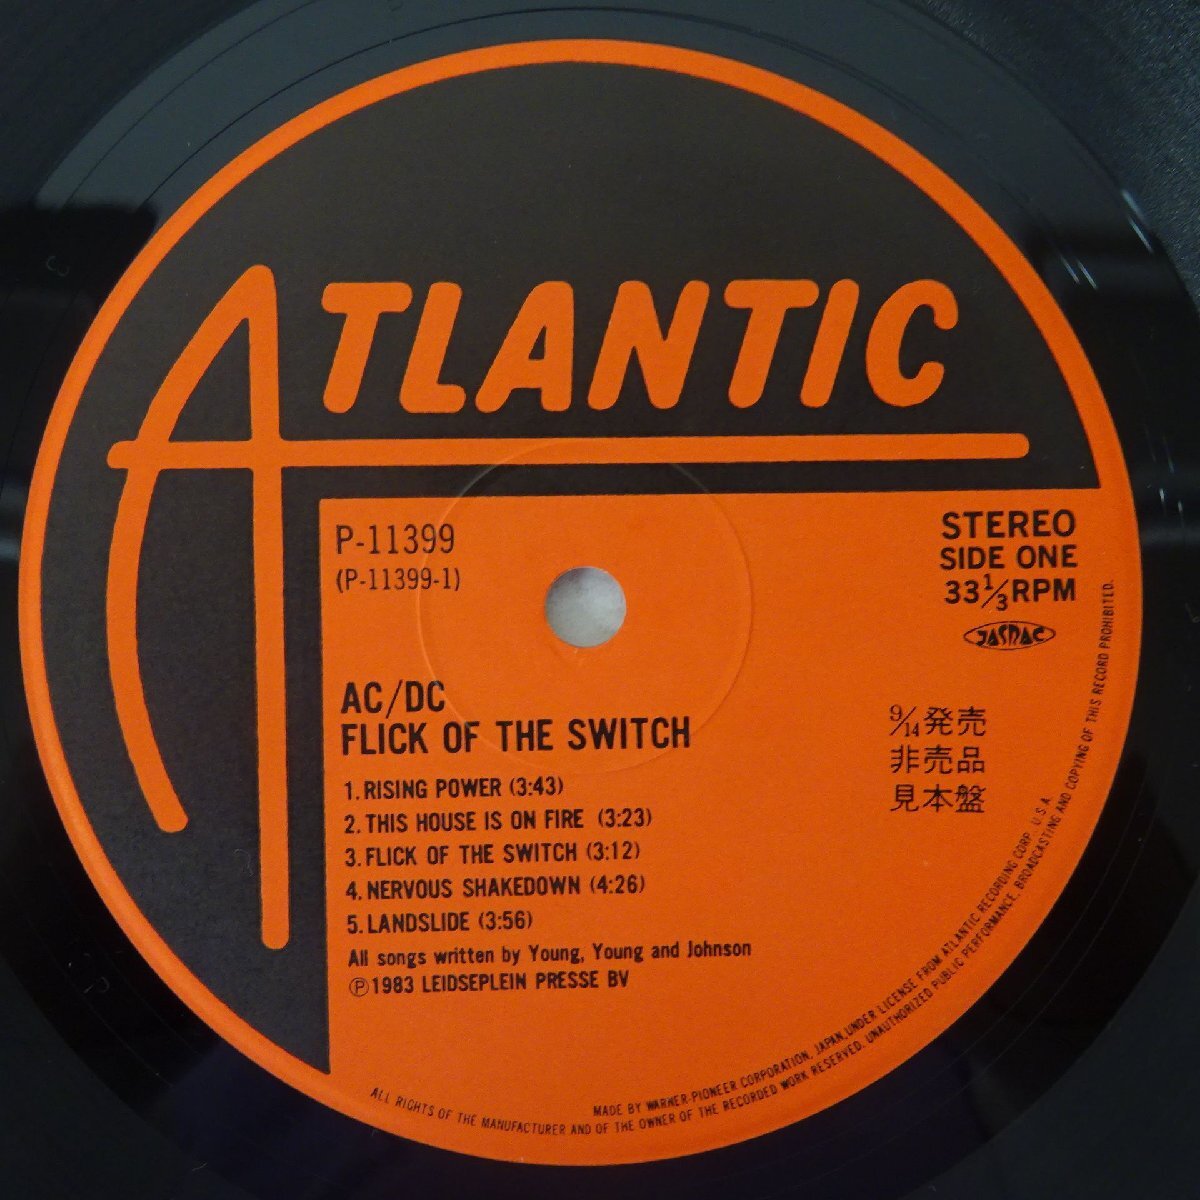 ATLANTIC
P-11399
(P-11399-1)
STEREO
SIDE ONE
33 1/3 RPM
JASRAC
AC/DC
FLICK OF THE SWITCH
1. RISING POWER (3:43)
2. THIS HOUSE IS ON FIRE (3:23)
3. FLICK OF THE SWITCH (3:12)
4. NERVOUS SHAKEDOWN (4:26)
5. LANDSLIDE (3:56)
All songs written by Young, Young and Johnson
Ⓟ1983 LEIDSEPLEIN PRESSE BV
9/14発売
非売品
見本盤
MADE BY WARNER-PIONEER CORPORATION, JAPAN, UNDER LICENSE FROM ATLANTIC RECORDING CORP., U.S.A.
ALL RIGHTS OF THE MANUFACTURER AND OF THE OWNER OF THE RECORDED WORK RESERVED. UNAUTHORIZED PUBLIC PERFORMANCE, BROADCASTING AND COPYING OF THIS RECORD PROHIBITED.